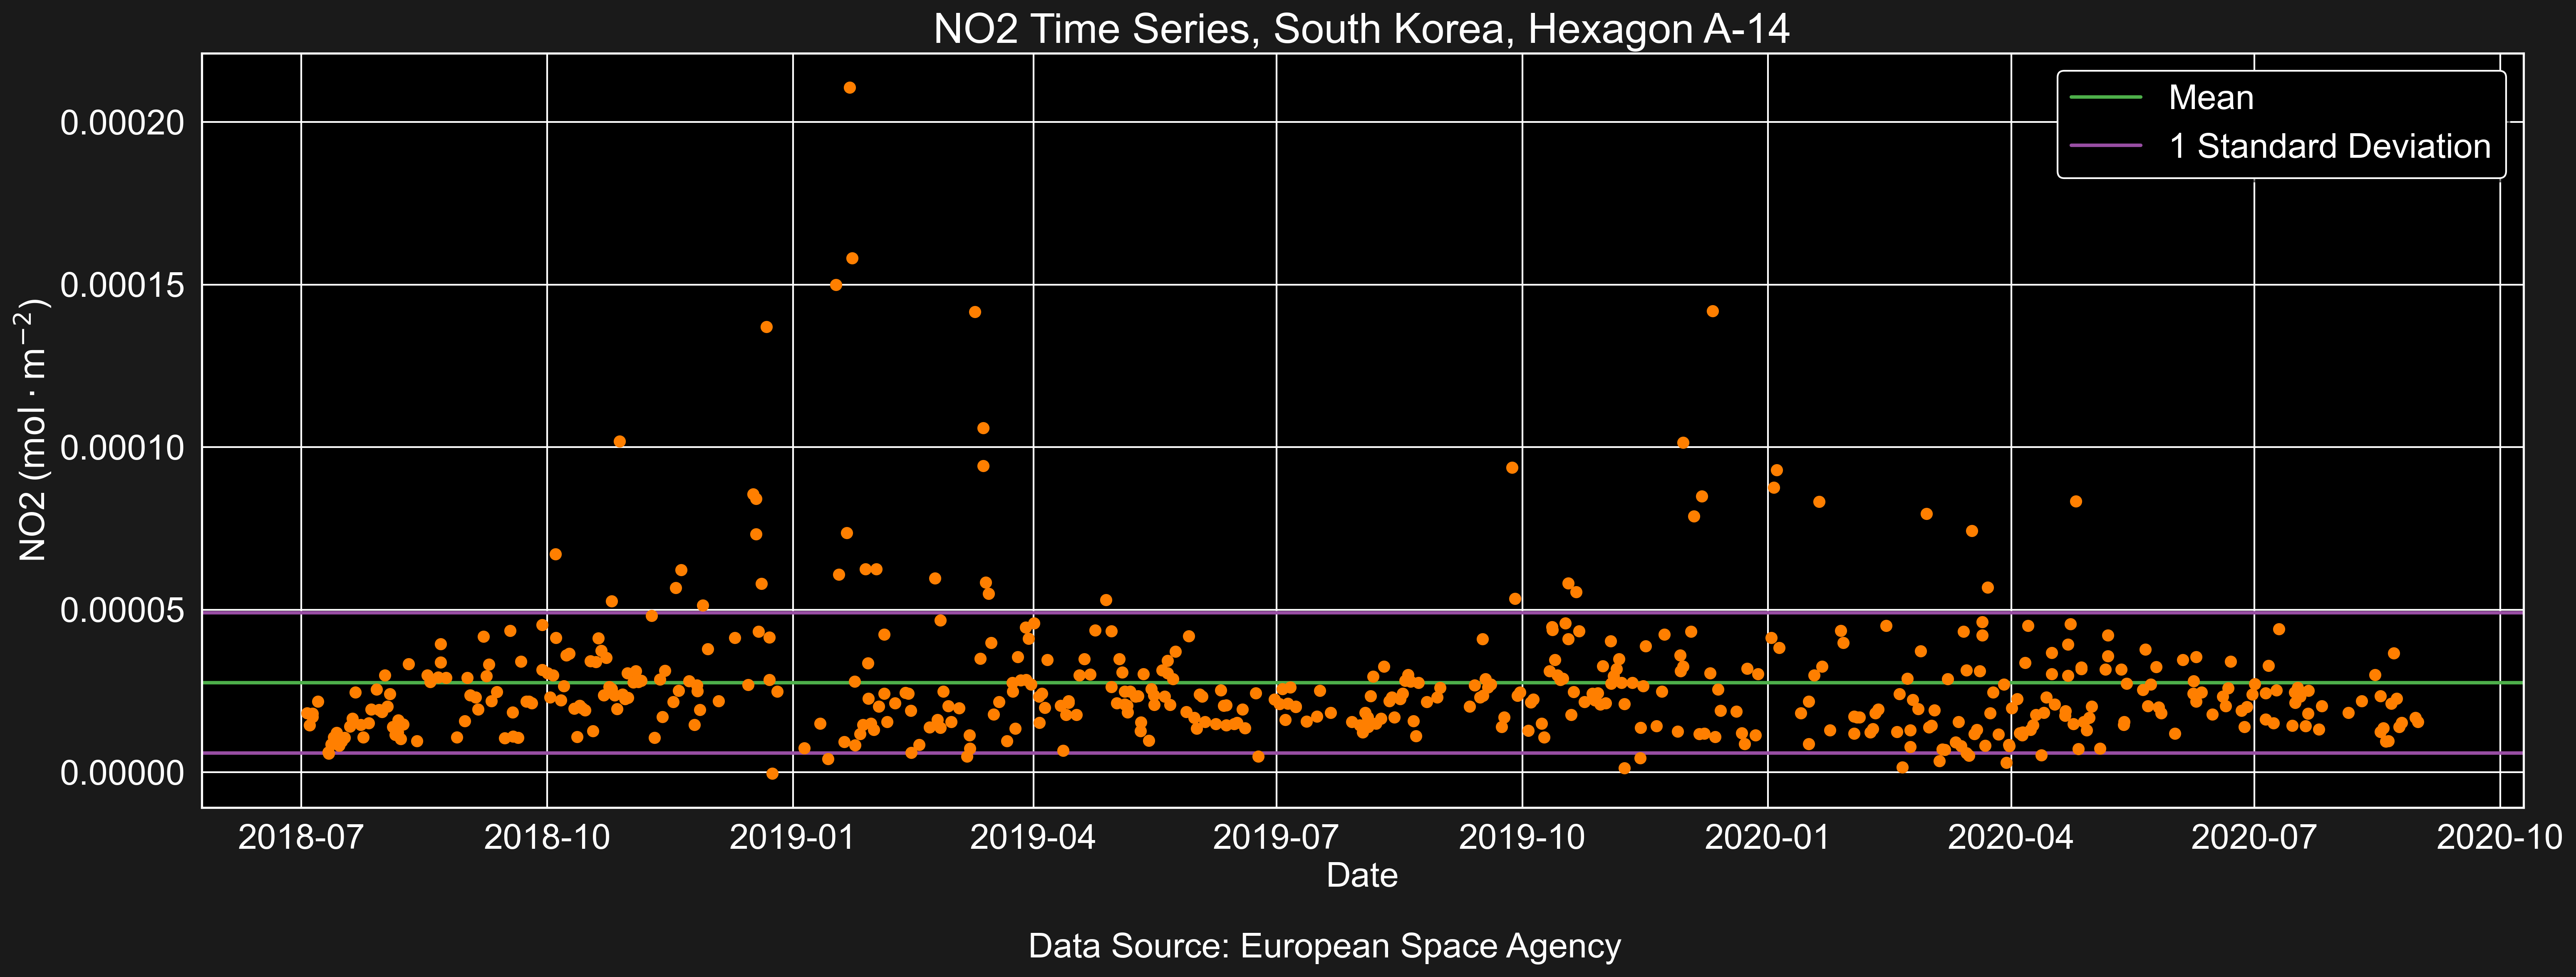 NO2 Time Series, South Korea, Hexagon A-14
Mean
1 Standard Deviation
NO2 (mol · m⁻²)
0.00020
0.00015
0.00010
0.00005
0.00000
2018-07 2018-10 2019-01 2019-04 2019-07 2019-10 2020-01 2020-04 2020-07 2020-10
Date
Data Source: European Space Agency